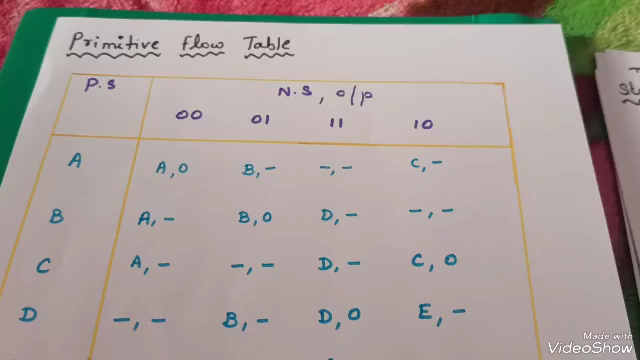 Primitive Flow Table
P.S N.S, o/p
00 01 11 10
A A,0 B,- -,- C,-
B A,- B,0 D,- -,-
C A,- -,- D,- C,0
D -,- B,- D,0 E,-
Made with
VideoShow